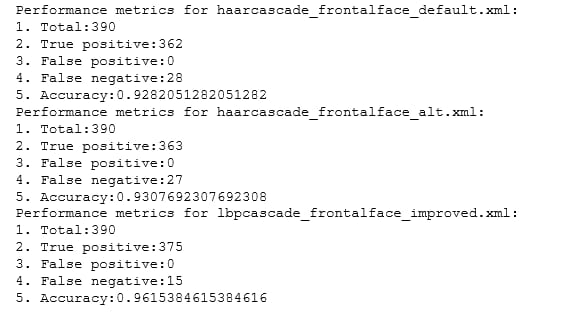 Performance metrics for haarcascade_frontalface_default.xml:
1. Total:390
2. True positive:362
3. False positive:0
4. False negative:28
5. Accuracy:0.9282051282051282
Performance metrics for haarcascade_frontalface_alt.xml:
1. Total:390
2. True positive:363
3. False positive:0
4. False negative:27
5. Accuracy:0.9307692307692308
Performance metrics for lbpcascade_frontalface_improved.xml:
1. Total:390
2. True positive:375
3. False positive:0
4. False negative:15
5. Accuracy:0.9615384615384616